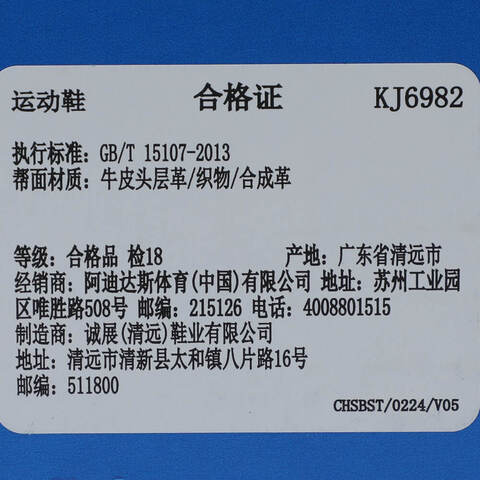 运动鞋 合格证 KJ6982
执行标准：GB/T 15107-2013
帮面材质：牛皮头层革/织物/合成革
等级：合格品 检18 产地：广东省清远市
经销商：阿迪达斯体育(中国)有限公司 地址：苏州工业园
区唯胜路508号 邮编：215126 电话：4008801515
制造商：诚展(清远)鞋业有限公司
地址：清远市清新县太和镇八片路16号
邮编：511800
CHSBST/0224/V05